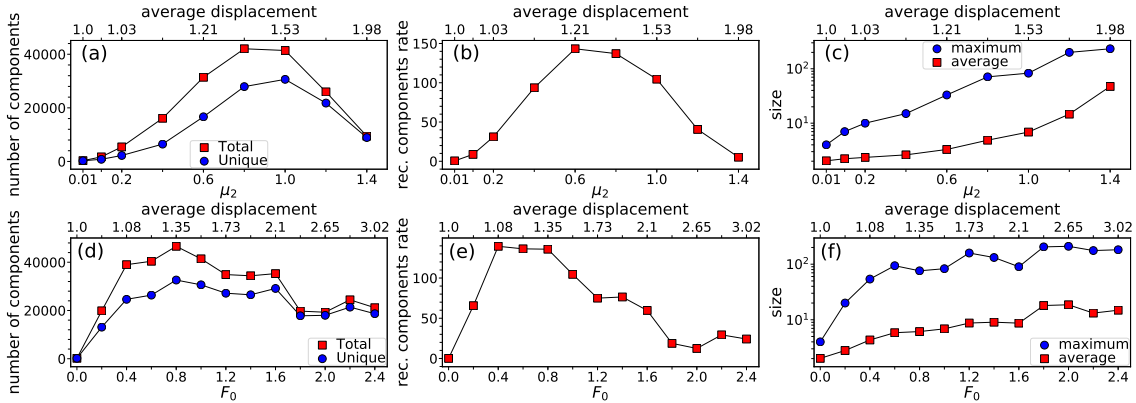 average displacement
1.0 1.03 1.21 1.53 1.98
(a)
number of components
40000
20000
0
Total
Unique
0.01 0.2 0.6 1.0 1.4
μ2
average displacement
1.0 1.03 1.21 1.53 1.98
(b)
rec. components rate
150
100
50
0
0.01 0.2 0.6 1.0 1.4
μ2
average displacement
1.0 1.03 1.21 1.53 1.98
(c)
maximum
average
size
10^2
10^1
0.01 0.2 0.6 1.0 1.4
μ2
average displacement
1.0 1.08 1.35 1.73 2.1 2.65 3.02
(d)
number of components
40000
20000
0
Total
Unique
0.0 0.4 0.8 1.2 1.6 2.0 2.4
F0
average displacement
1.0 1.08 1.35 1.73 2.1 2.65 3.02
(e)
rec. components rate
100
50
0
0.0 0.4 0.8 1.2 1.6 2.0 2.4
F0
average displacement
1.0 1.08 1.35 1.73 2.1 2.65 3.02
(f)
size
10^2
10^1
maximum
average
0.0 0.4 0.8 1.2 1.6 2.0 2.4
F0